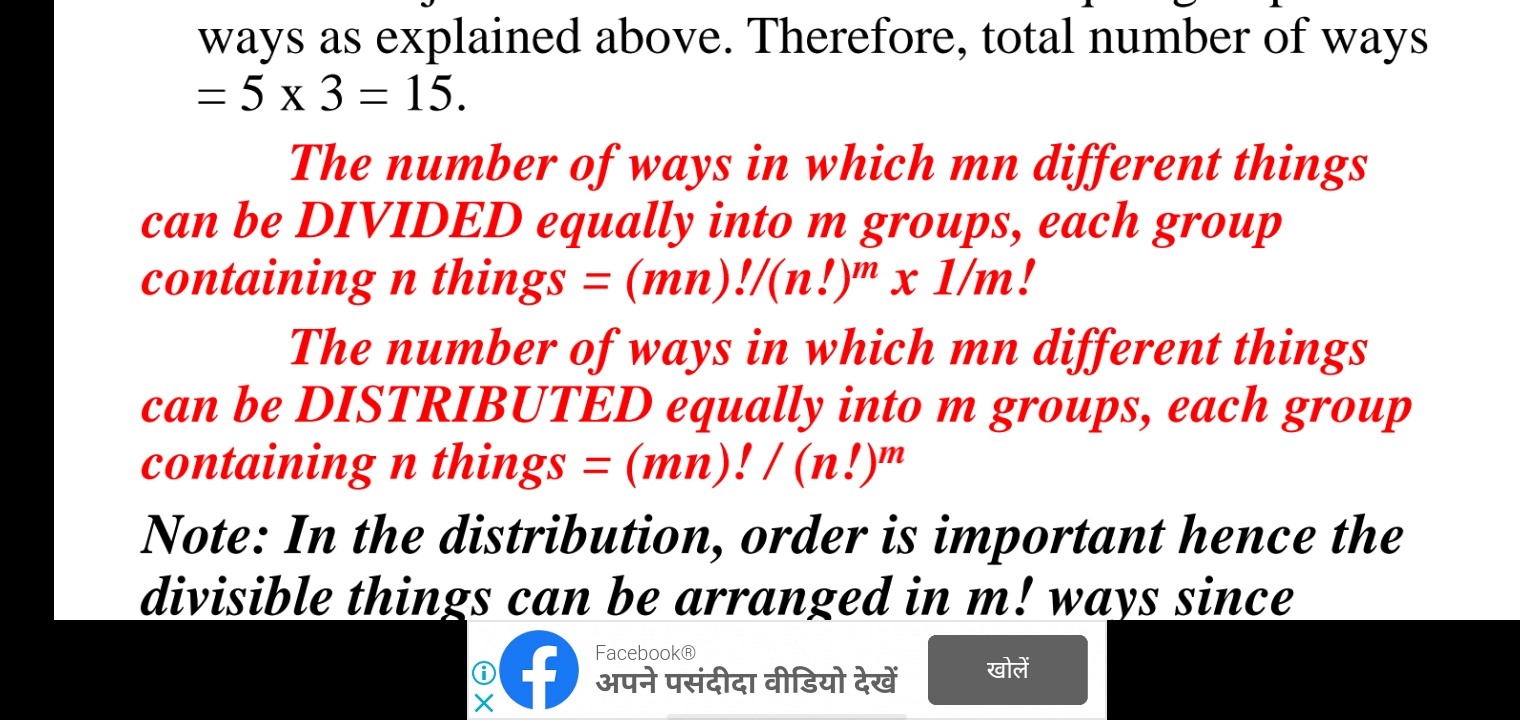 ways as explained above. Therefore, total number of ways
= 5 x 3 = 15.
The number of ways in which mn different things
can be DIVIDED equally into m groups, each group
containing n things = (mn)!/(n!)ᵐ x 1/m!
The number of ways in which mn different things
can be DISTRIBUTED equally into m groups, each group
containing n things = (mn)! / (n!)ᵐ
Note: In the distribution, order is important hence the
divisible things can be arranged in m! ways since
Facebook®
अपने पसंदीदा वीडियो देखें
खोलें